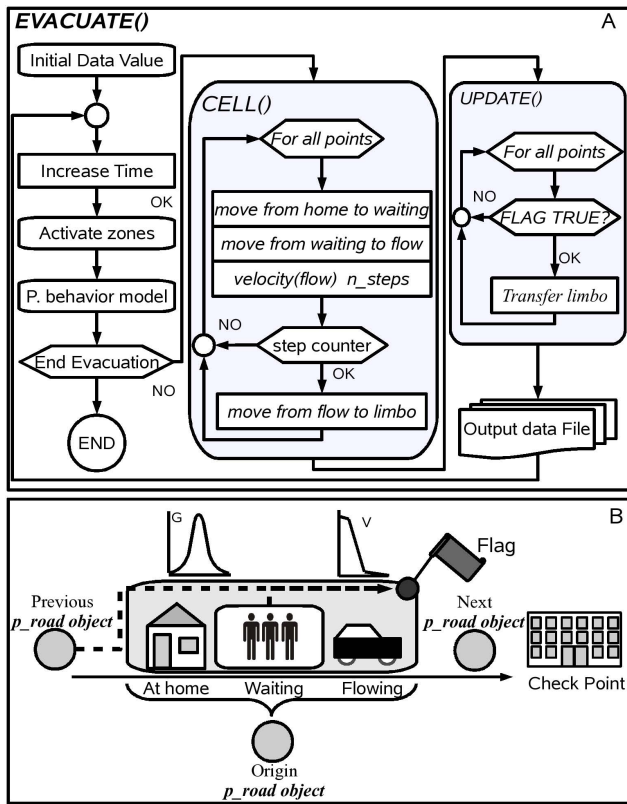 EVACUATE()
A
Initial Data Value
Increase Time
OK
Activate zones
P. behavior model
End Evacuation
NO
END
CELL()
For all points
move from home to waiting
move from waiting to flow
velocity(flow) n_steps
NO
step counter
OK
move from flow to limbo
UPDATE()
For all points
NO
FLAG TRUE?
OK
Transfer limbo
Output data File
B
G
V
Flag
Previous
p_road object
Next
p_road object
At home
Waiting
Flowing
Check Point
Origin
p_road object